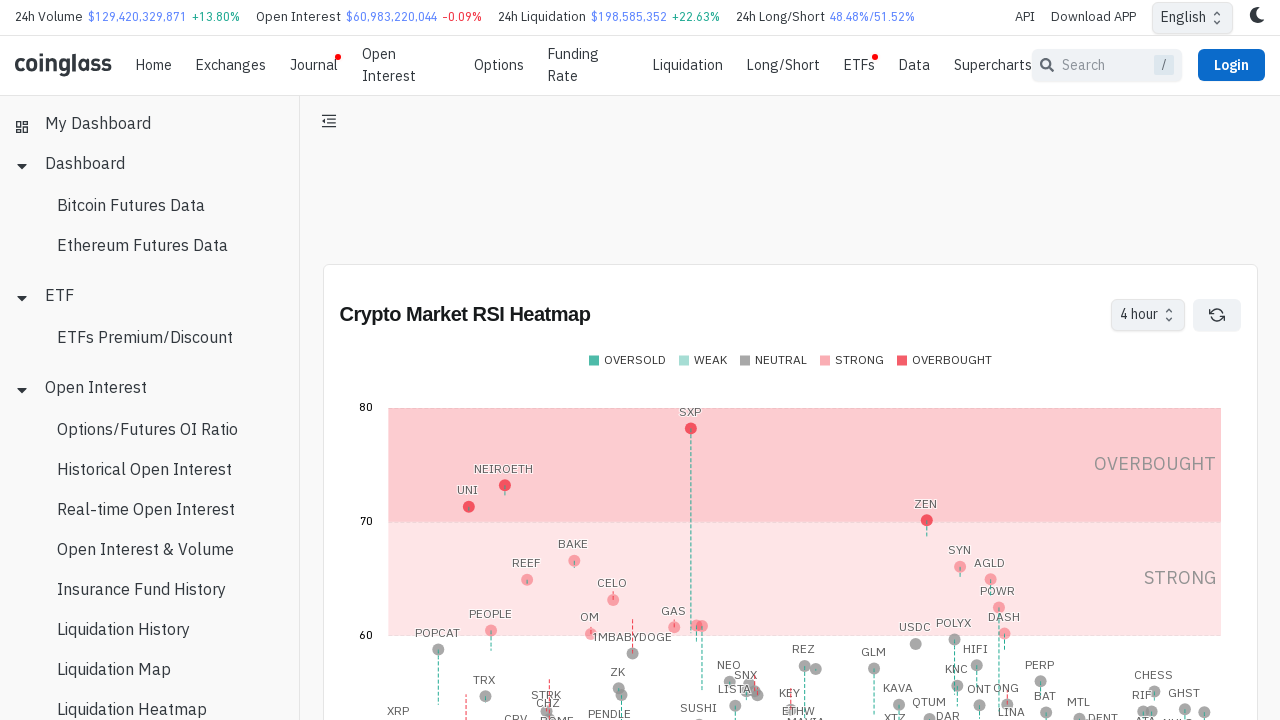 24h Volume $129,420,329,871 +13.80% Open Interest $60,983,220,044 -0.09% 24h Liquidation $198,585,352 +22.63% 24h Long/Short 48.48%/51.52% API Download APP English
coinglass Home Exchanges Journal Open Interest Options Funding Rate Liquidation Long/Short ETFs Data Supercharts Search / Login
My Dashboard
Dashboard
Bitcoin Futures Data
Ethereum Futures Data
ETF
ETFs Premium/Discount
Open Interest
Options/Futures OI Ratio
Historical Open Interest
Real-time Open Interest
Open Interest & Volume
Insurance Fund History
Liquidation History
Liquidation Map
Liquidation Heatmap
Crypto Market RSI Heatmap 4 hour
OVERSOLD WEAK NEUTRAL STRONG OVERBOUGHT
80
SXP
OVERBOUGHT
NEIROETH
UNI
ZEN
70
BAKE
SYN
REEF
AGLD
STRONG
CELO
POWR
PEOPLE
OM
GAS
DASH
POPCAT
60
1MBABYDOGE
USDC
POLYX
REZ
GLM
HIFI
NEO
KNC
PERP
TRX
ZK
SNX
CHESS
LISTA
KAVA
ONT
ONG
STRK
KEY
BAT
RIF
GHST
CHZ
QTUM
MTL
XRP
PENDLE
SUSHI
ETHW
LINA
CRV
XTZ
DAR
DENT